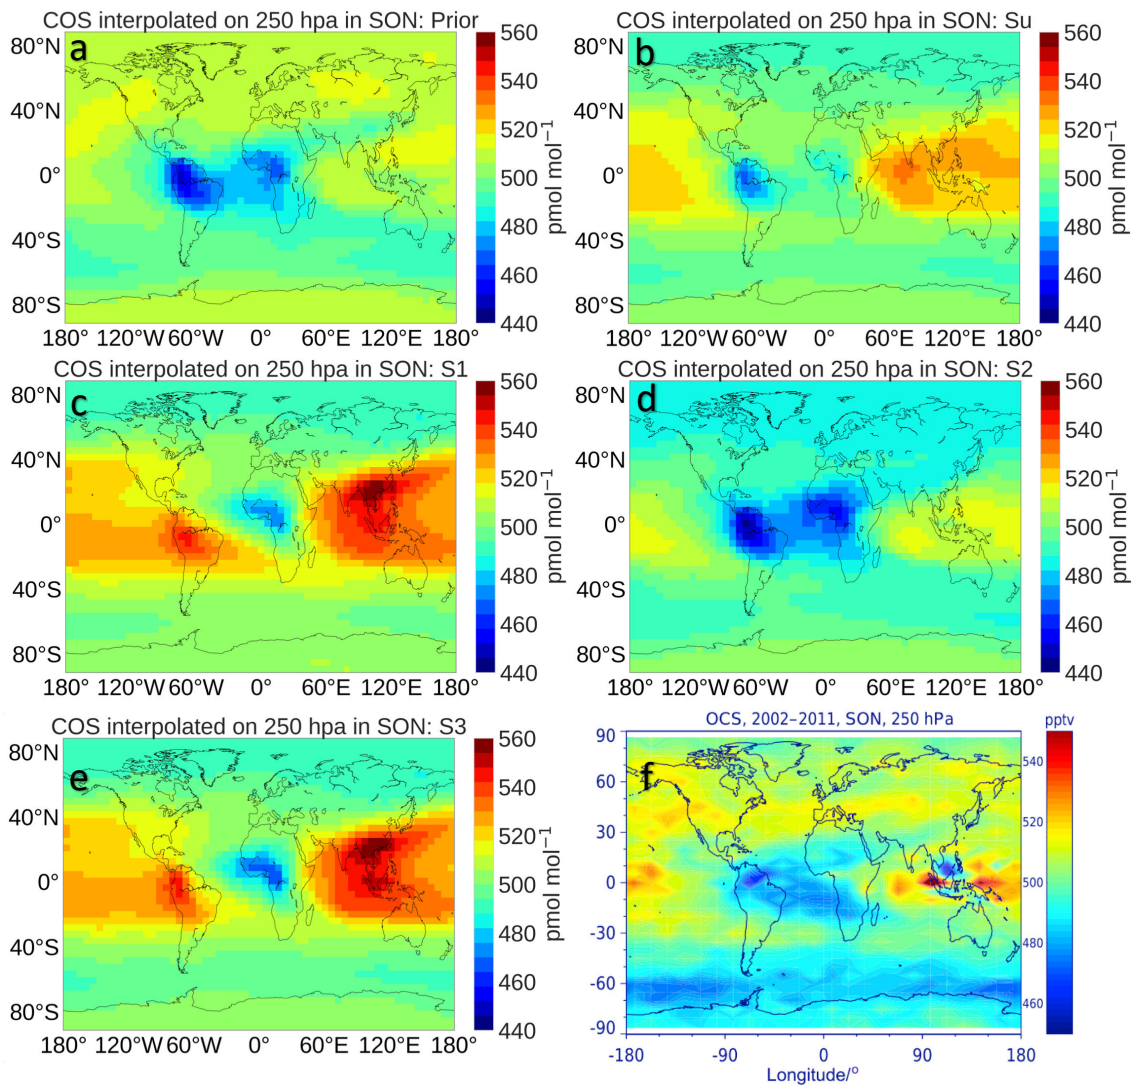 COS interpolated on 250 hpa in SON: Prior
a
80°N
40°N
0°
40°S
80°S
180° 120°W 60°W 0° 60°E 120°E 180°
560
540
520
500
480
460
440
pmol mol−1
COS interpolated on 250 hpa in SON: Su
b
80°N
40°N
0°
40°S
80°S
180° 120°W 60°W 0° 60°E 120°E 180°
560
540
520
500
480
460
440
pmol mol−1
COS interpolated on 250 hpa in SON: S1
c
80°N
40°N
0°
40°S
80°S
180° 120°W 60°W 0° 60°E 120°E 180°
560
540
520
500
480
460
440
pmol mol−1
COS interpolated on 250 hpa in SON: S2
d
80°N
40°N
0°
40°S
80°S
180° 120°W 60°W 0° 60°E 120°E 180°
560
540
520
500
480
460
440
pmol mol−1
COS interpolated on 250 hpa in SON: S3
e
80°N
40°N
0°
40°S
80°S
180° 120°W 60°W 0° 60°E 120°E 180°
560
540
520
500
480
460
440
pmol mol−1
OCS, 2002−2011, SON, 250 hPa
pptv
f
90
60
30
0
-30
-60
-90
-180 -90 0 90 180
Longitude/°
540
520
500
480
460